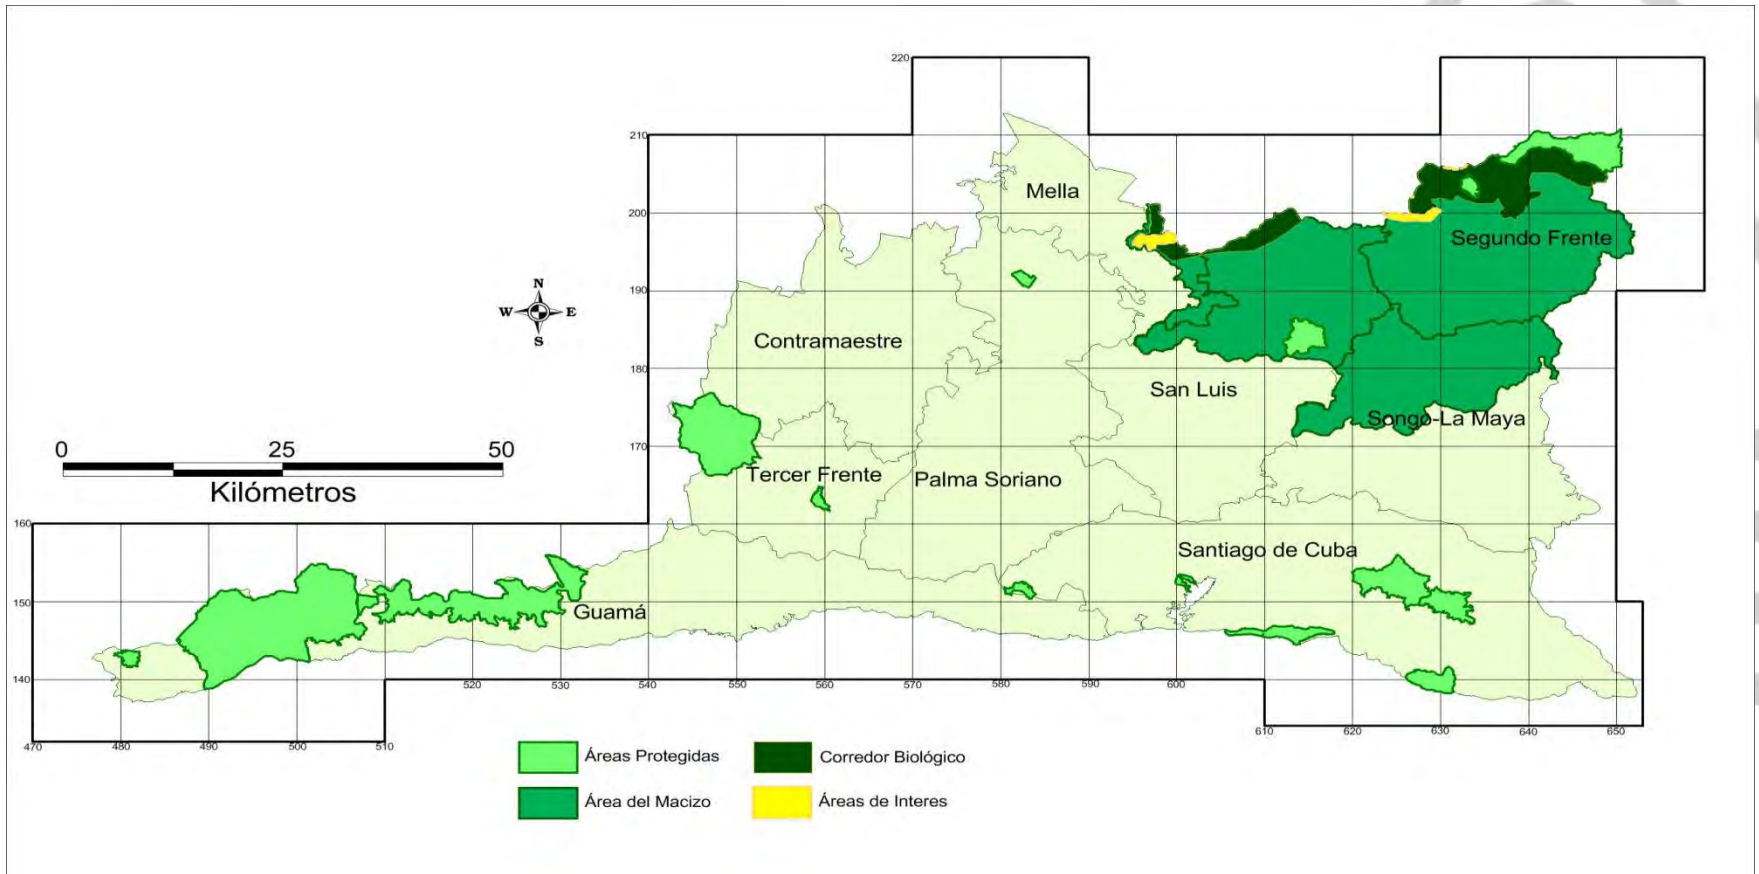 220
210
Mella
200
Segundo Frente
N
W E
S
190
Contramaestre
180
San Luis
Songo-La Maya
0 25 50
170
Tercer Frente
Palma Soriano
Kilómetros
160
Santiago de Cuba
150
Guamá
140
520 530 540 550 560 570 580 590 600
610 620 630 640 650
470 480 490 500 510
Áreas Protegidas
Corredor Biológico
Área del Macizo
Áreas de Interes